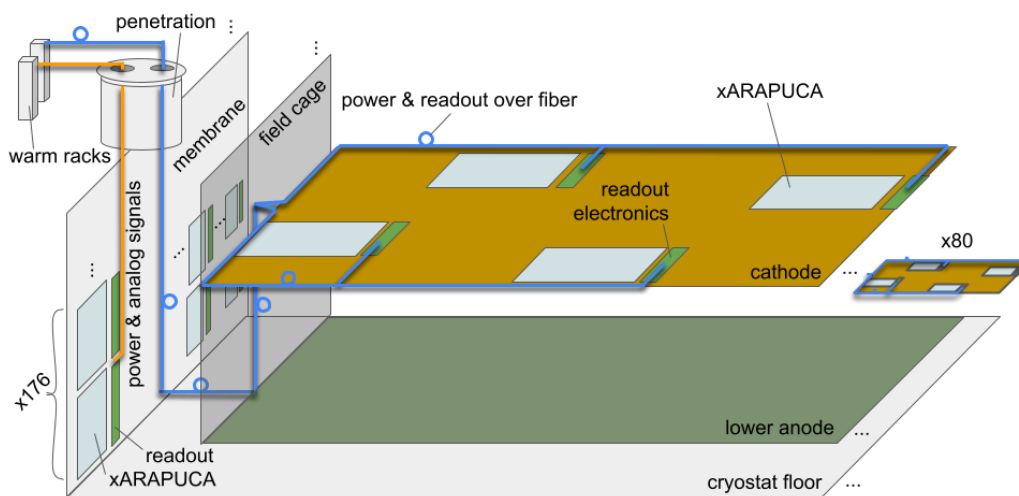 penetration
...
...
warm racks
membrane
field cage
power & readout over fiber
xARAPUCA
readout
electronics
power & analog signals
...
...
...
x80
cathode ...
...
x176
lower anode ...
readout
xARAPUCA
cryostat floor ...